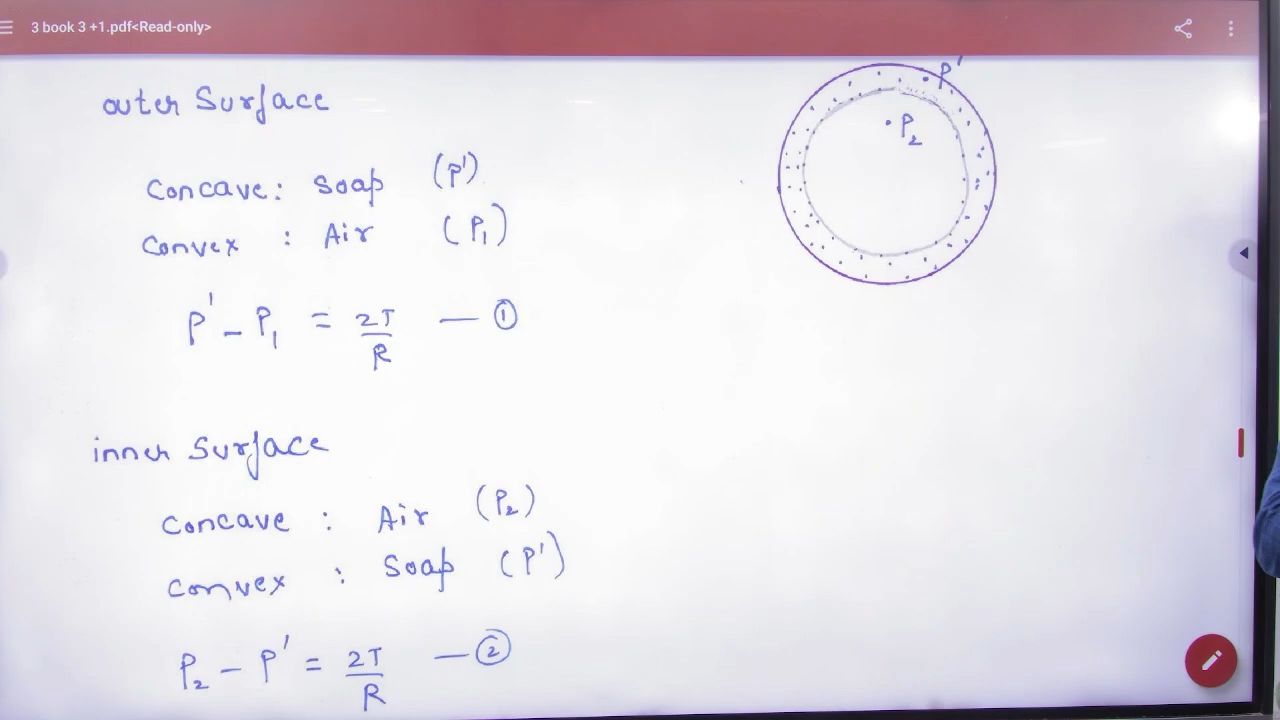 3 book 3 +1.pdf<Read-only>
outer Surface
Concave: Soap (P')
Convex : Air (P₁)
P' - P₁ = 2T/R — ①
inner Surface
Concave : Air (P₂)
Convex : Soap (P')
P₂ - P' = 2T/R — ②
P'
P₂